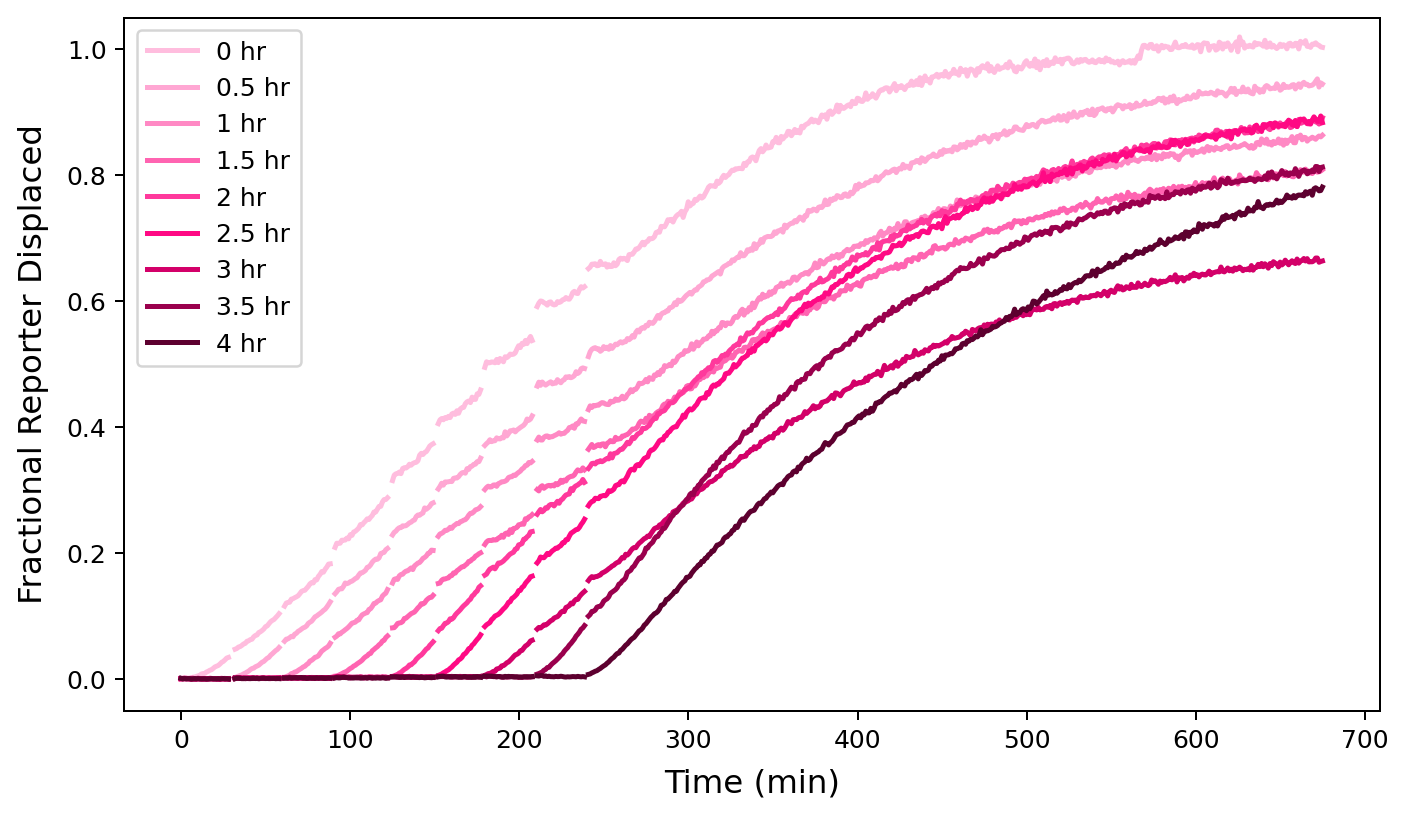 Fractional Reporter Displaced
1.0
0.8
0.6
0.4
0.2
0.0
0 hr
0.5 hr
1 hr
1.5 hr
2 hr
2.5 hr
3 hr
3.5 hr
4 hr
0 100 200 300 400 500 600 700
Time (min)